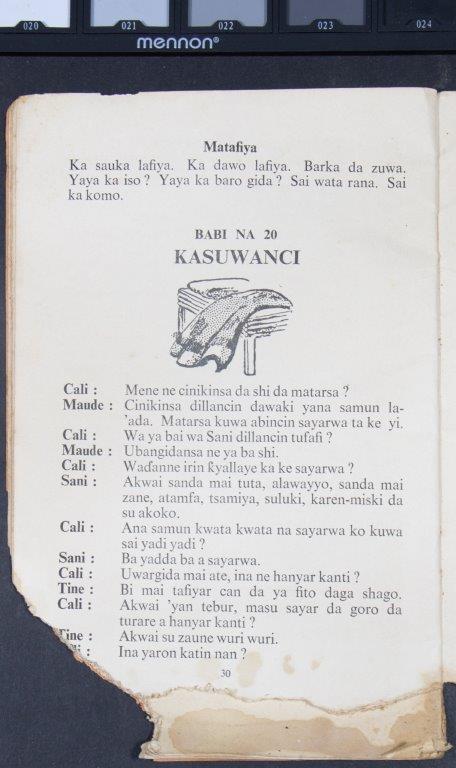 020 021 022 023 024
mennon®
Matafiya
Ka sauka lafiya. Ka dawo lafiya. Barka da zuwa.
Yaya ka iso? Yaya ka baro gida? Sai wata rana. Sai
ka komo.
BABI NA 20
KASUWANCI
Cali : Mene ne cinikinsa da shi da matarsa?
Maude : Cinikinsa dillancin dawaki yana samun la-
'ada. Matarsa kuwa abincin sayarwa ta ke yi.
Cali : Wa ya bai wa Sani dillancin tufafi?
Maude : Ubangidansa ne ya ba shi.
Cali : Waɗanne irin ƙyallaye ka ke sayarwa?
Sani : Akwai sanda mai tuta, alawayyo, sanda mai
zane, atamfa, tsamiya, suluki, karen-miski da
su akoko.
Cali : Ana samun kwata kwata na sayarwa ko kuwa
sai yadi yadi?
Sani : Ba yadda ba a sayarwa.
Cali : Uwargida mai ate, ina ne hanyar kanti?
Tine : Bi mai tafiyar can da ya fito daga shago.
Cali : Akwai 'yan tebur, masu sayar da goro da
turare a hanyar kanti?
Tine : Akwai su zaune wuri wuri.
: Ina yaron katin nan?
30